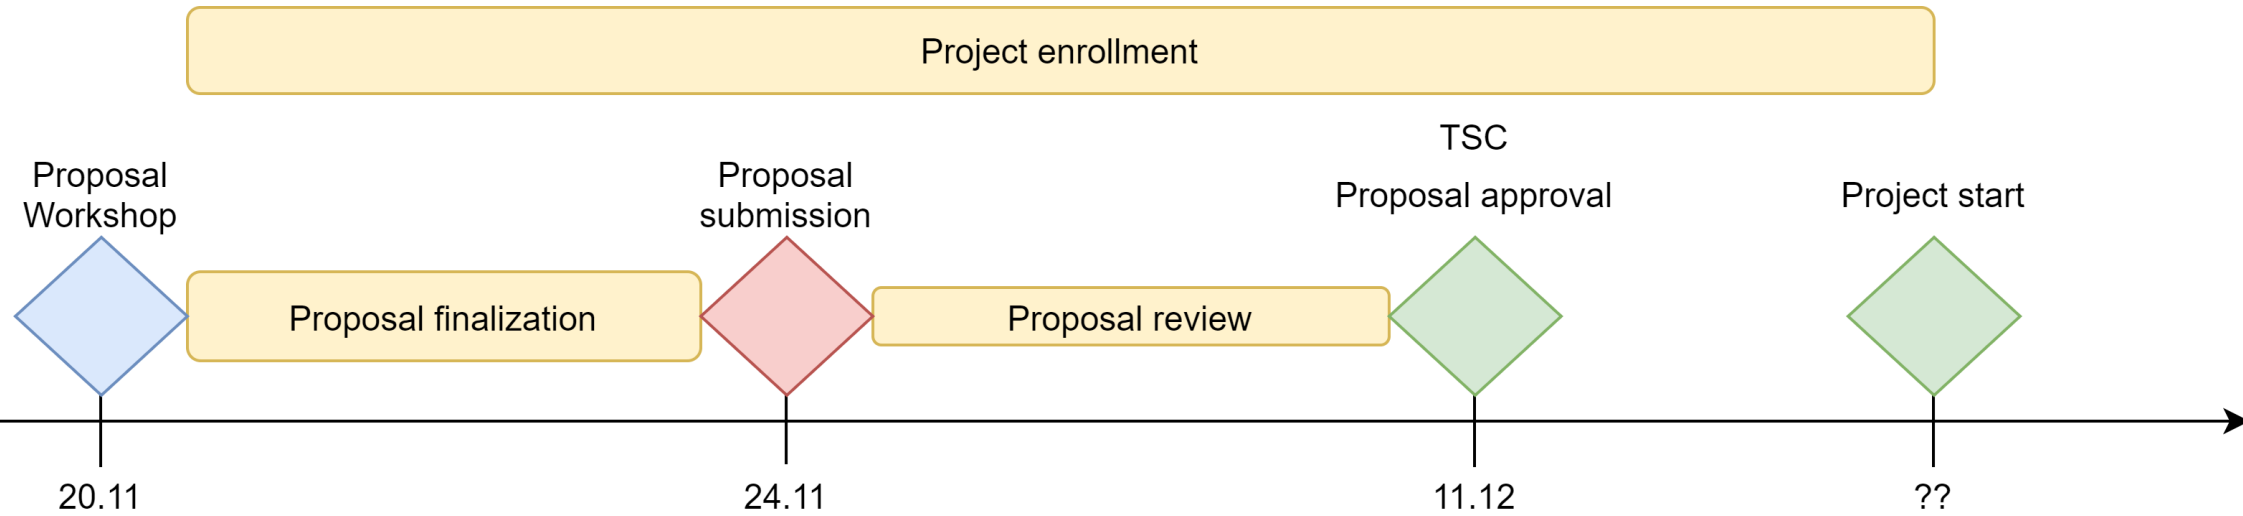 Project enrollment
TSC
Proposal
Workshop
Proposal
submission
Proposal approval
Project start
Proposal finalization
Proposal review
20.11
24.11
11.12
??